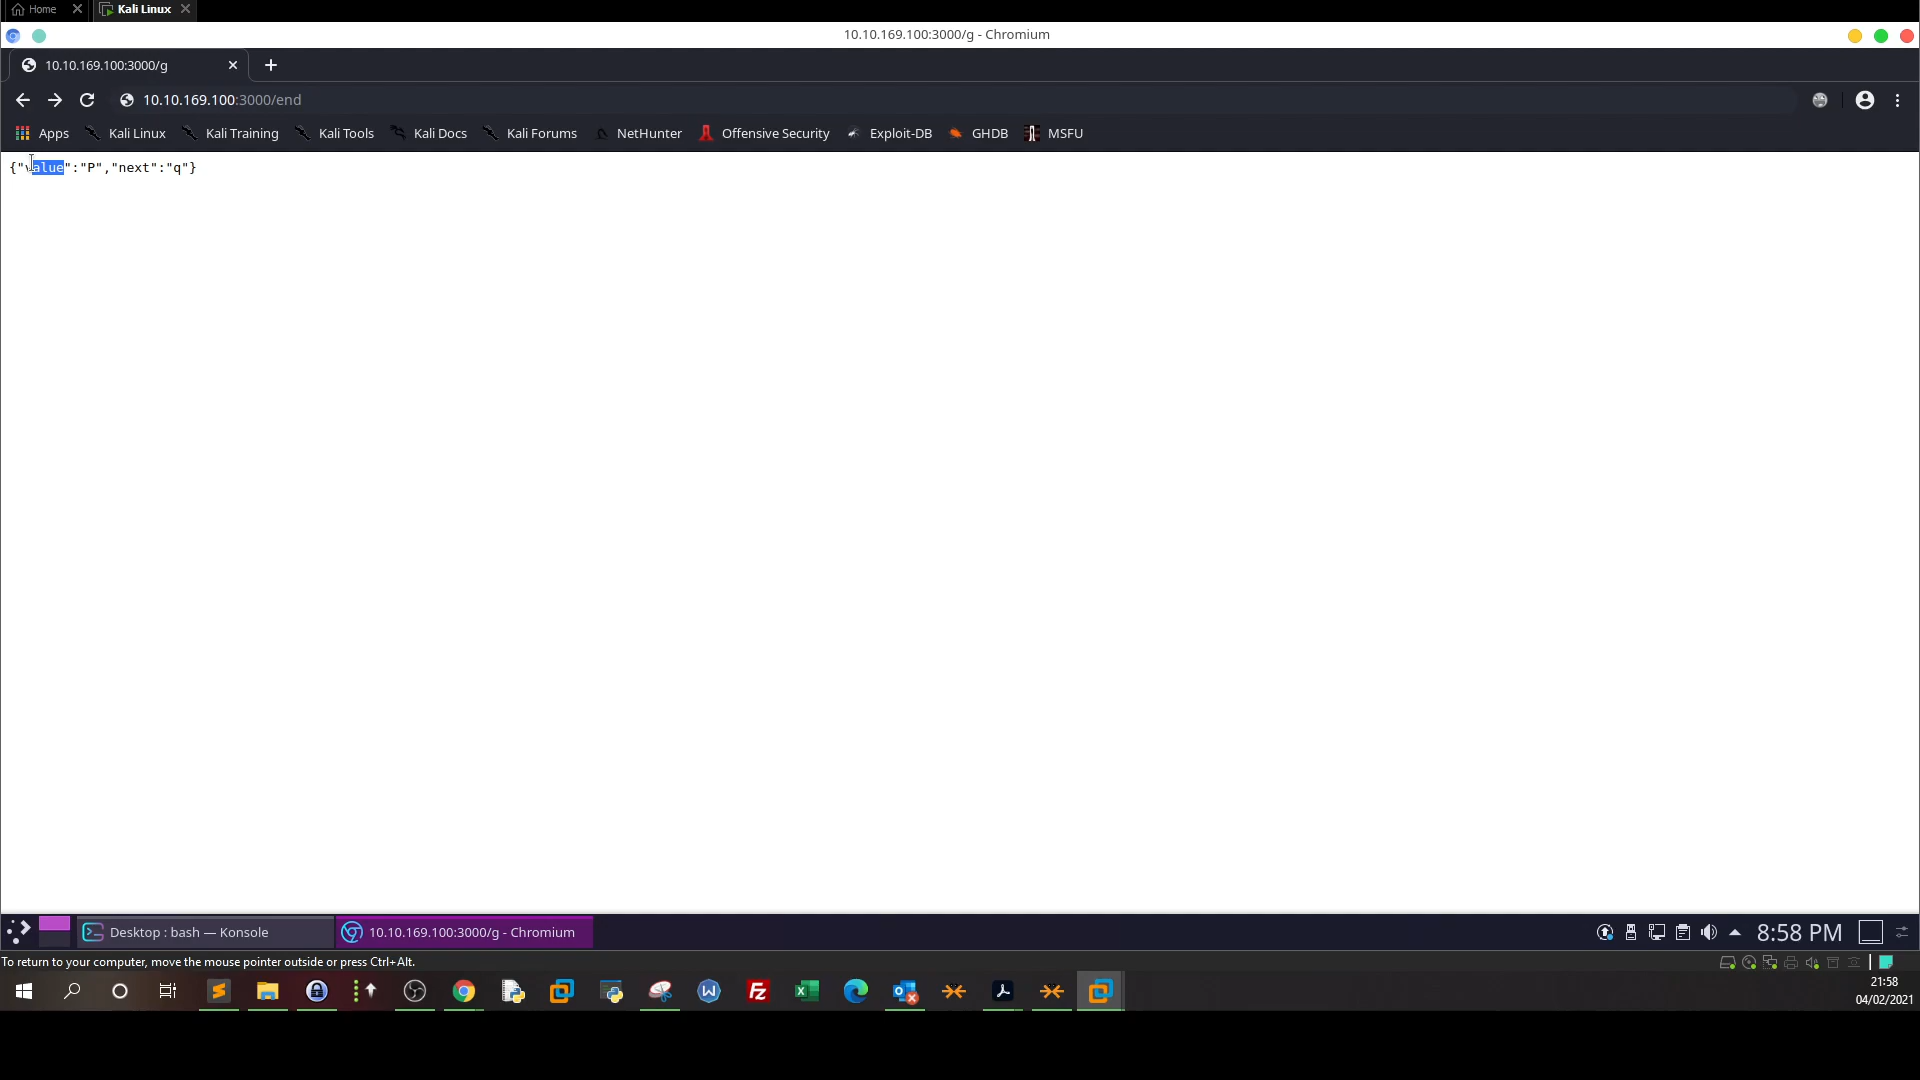 Home
Kali Linux
10.10.169.100:3000/g - Chromium
10.10.169.100:3000/g
10.10.169.100:3000/end
Apps
Kali Linux
Kali Training
Kali Tools
Kali Docs
Kali Forums
NetHunter
Offensive Security
Exploit-DB
GHDB
MSFU
{"value":"P","next":"q"}
Desktop : bash — Konsole
10.10.169.100:3000/g - Chromium
8:58 PM
To return to your computer, move the mouse pointer outside or press Ctrl+Alt.
21:58
04/02/2021